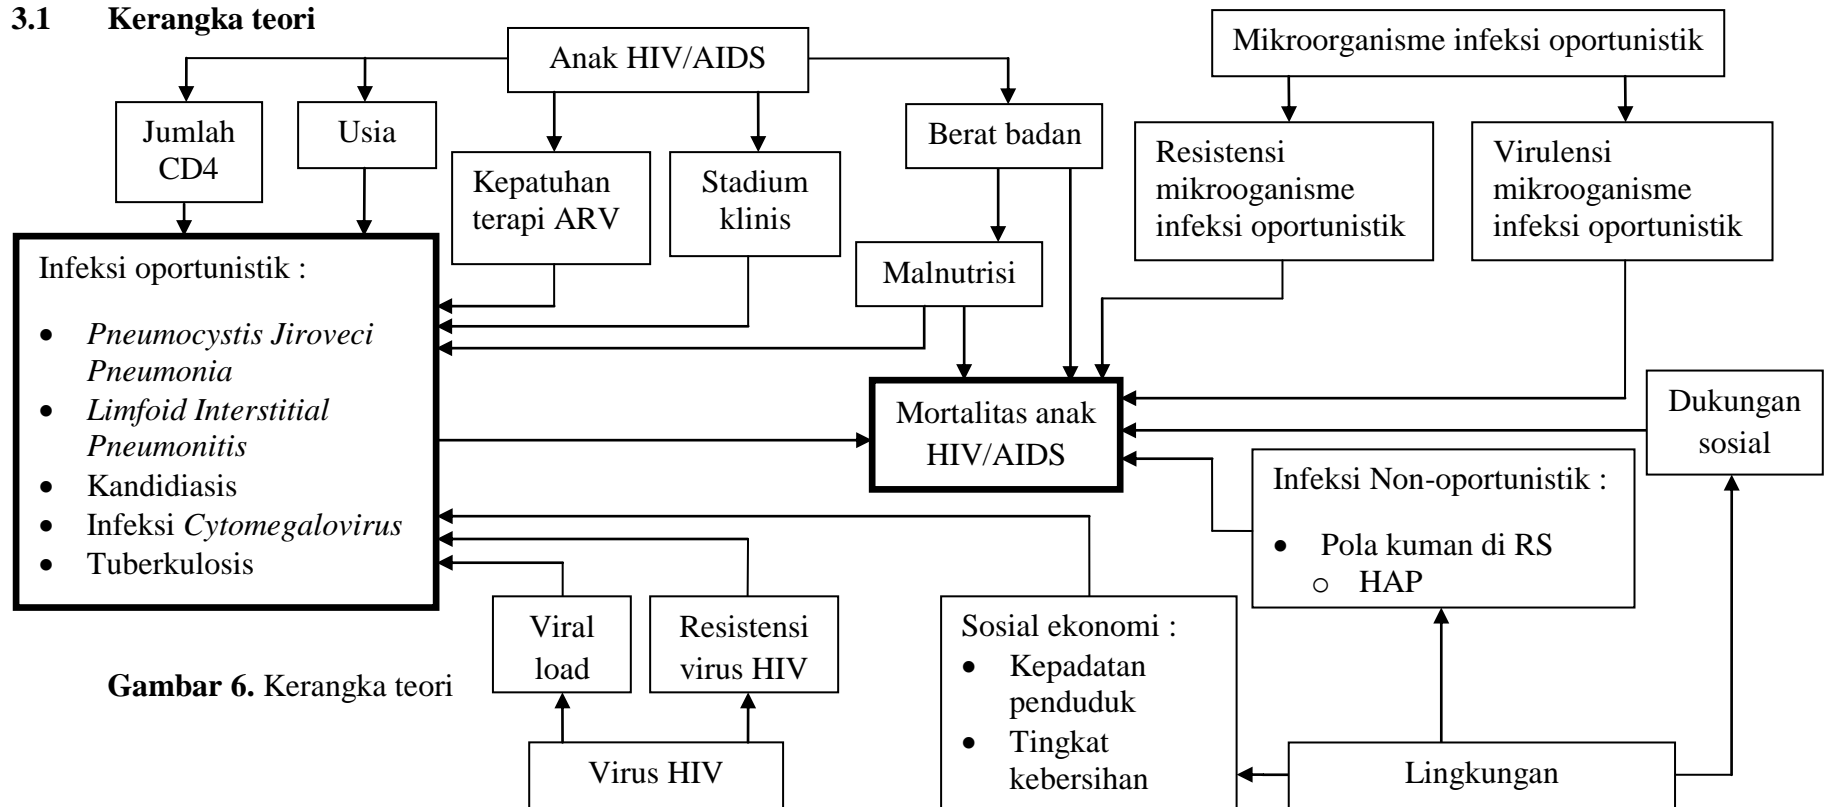 3.1 Kerangka teori
Anak HIV/AIDS
Mikroorganisme infeksi oportunistik
Jumlah
CD4
Usia
Kepatuhan
terapi ARV
Stadium
klinis
Berat badan
Resistensi
mikrooganisme
infeksi oportunistik
Virulensi
mikrooganisme
infeksi oportunistik
Malnutrisi
Infeksi oportunistik :
• Pneumocystis Jiroveci
Pneumonia
• Limfoid Interstitial
Pneumonitis
• Kandidiasis
• Infeksi Cytomegalovirus
• Tuberkulosis
Mortalitas anak
HIV/AIDS
Dukungan
sosial
Infeksi Non-oportunistik :
• Pola kuman di RS
o HAP
Viral
load
Resistensi
virus HIV
Sosial ekonomi :
• Kepadatan
penduduk
• Tingkat
kebersihan
Gambar 6. Kerangka teori
Virus HIV
Lingkungan